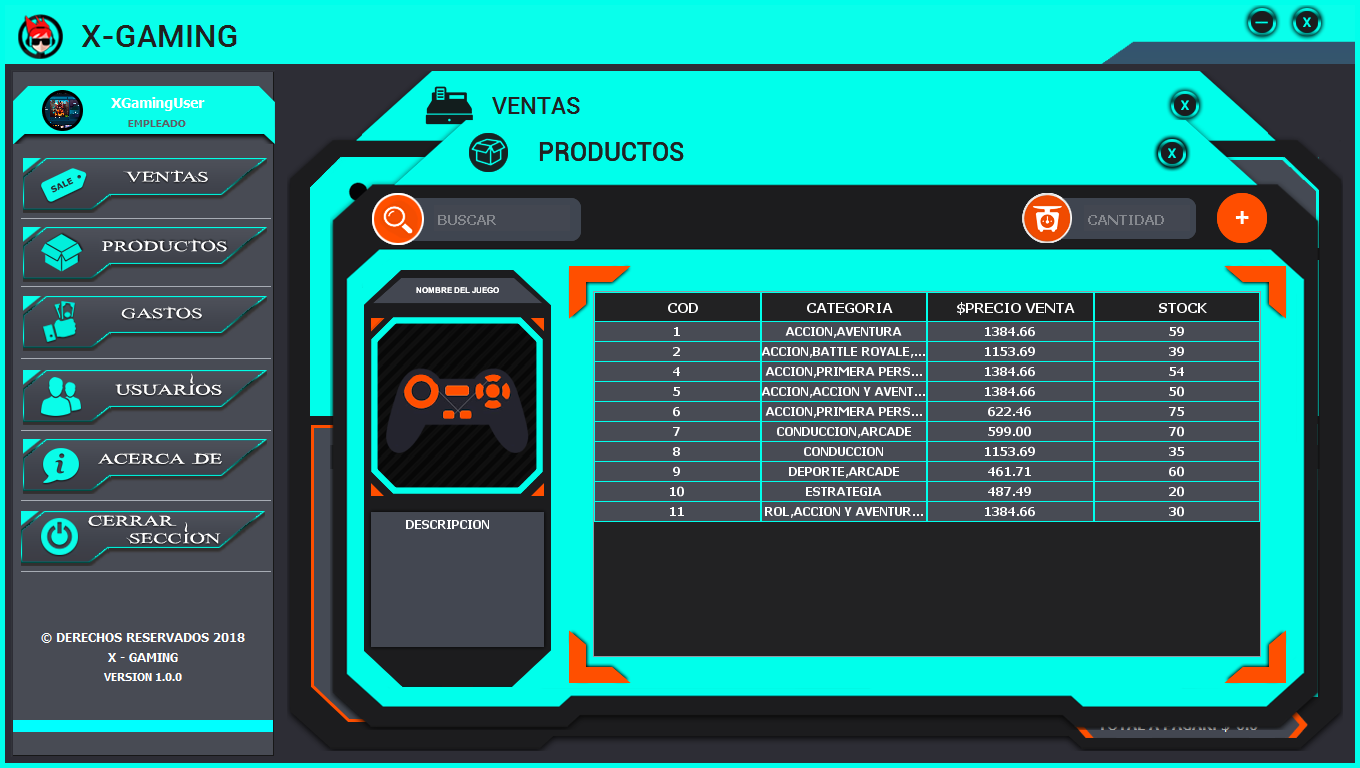 X-GAMING
X
XGamingUser
EMPLEADO
SALE
VENTAS
PRODUCTOS
GASTOS
USUARIOS
ACERCA DE
CERRAR
SECCION
© DERECHOS RESERVADOS 2018
X - GAMING
VERSION 1.0.0
VENTAS
X
PRODUCTOS
X
BUSCAR
CANTIDAD
+
NOMBRE DEL JUEGO
DESCRIPCION
COD CATEGORIA $PRECIO VENTA STOCK
1 ACCION,AVENTURA 1384.66 59
2 ACCION,BATTLE ROYALE,... 1153.69 39
4 ACCION,PRIMERA PERS... 1384.66 54
5 ACCION,ACCION Y AVENT... 1384.66 50
6 ACCION,PRIMERA PERS... 622.46 75
7 CONDUCCION,ARCADE 599.00 70
8 CONDUCCION 1153.69 35
9 DEPORTE,ARCADE 461.71 60
10 ESTRATEGIA 487.49 20
11 ROL,ACCION Y AVENTUR... 1384.66 30
TOTAL A PAGAR: $ 0.0